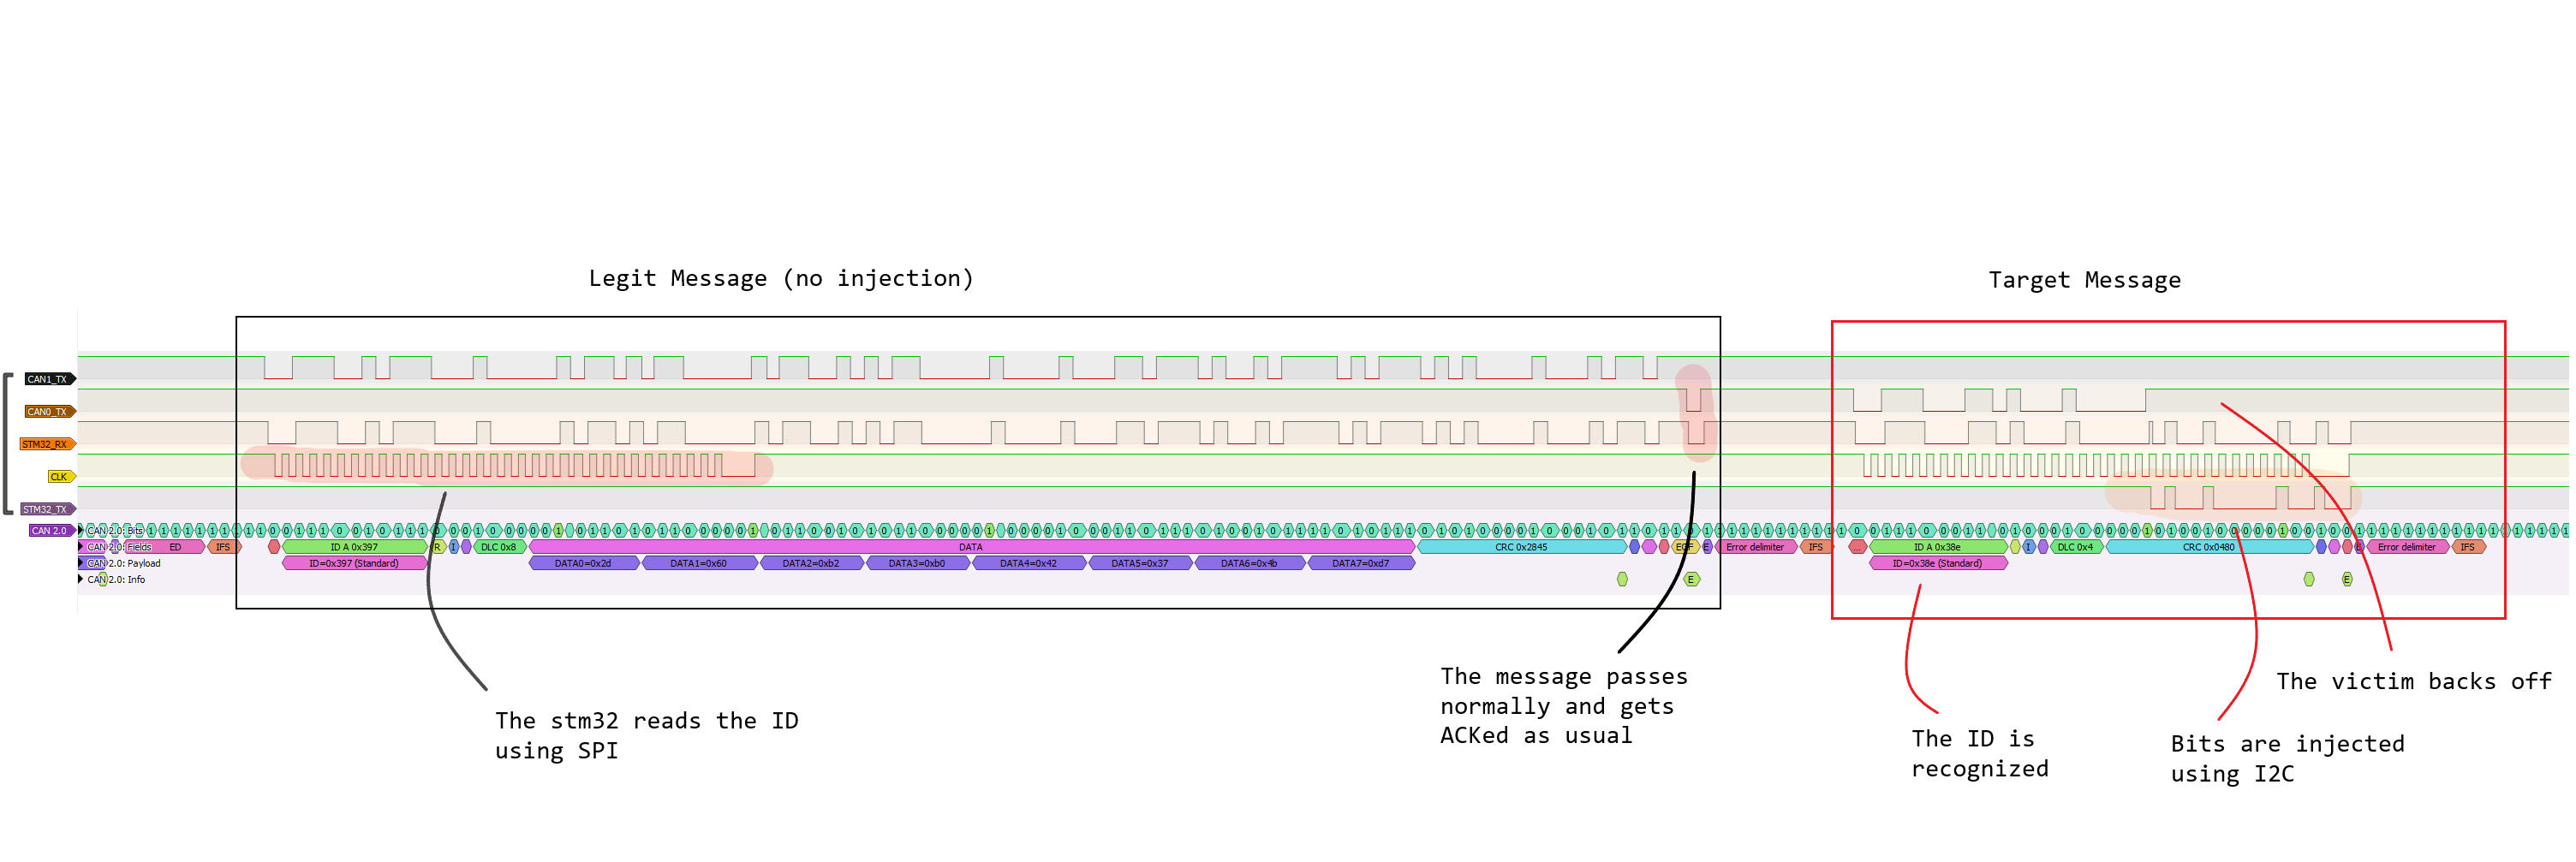 Legit Message (no injection)
Target Message
CAN1_TX
CAN0_TX
STM32_RX
CLK
STM32_TX
CAN 2.0
CAN 2.0: Bits
CAN 2.0: Fields
ED
IFS
ID A 0x397
R
I
DLC 0x8
DATA
CRC 0x2845
EOF
E
Error delimiter
IFS
...
ID A 0x38e
I
DLC 0x4
CRC 0x0480
E
Error delimiter
IFS
CAN 2.0: Payload
ID=0x397 (Standard)
DATA0=0x2d
DATA1=0x60
DATA2=0xb2
DATA3=0xb0
DATA4=0x42
DATA5=0x37
DATA6=0x4b
DATA7=0xd7
ID=0x38e (Standard)
CAN 2.0: Info
E
E
The stm32 reads the ID
using SPI
The message passes
normally and gets
ACKed as usual
The ID is
recognized
Bits are injected
using I2C
The victim backs off